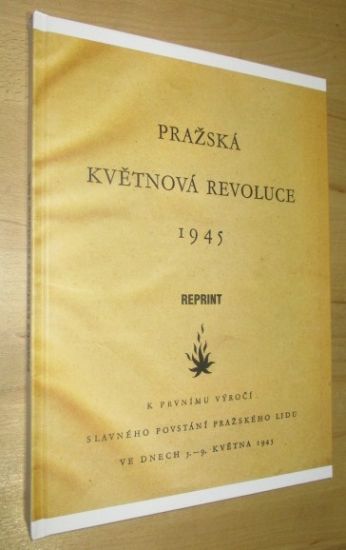 PRAŽSKÁ
KVĚTNOVÁ REVOLUCE
1945
REPRINT
K PRVNÍMU VÝROČÍ
SLAVNÉHO POVSTÁNÍ PRAŽSKÉHO LIDU
VE DNECH 5.–9. KVĚTNA 1945